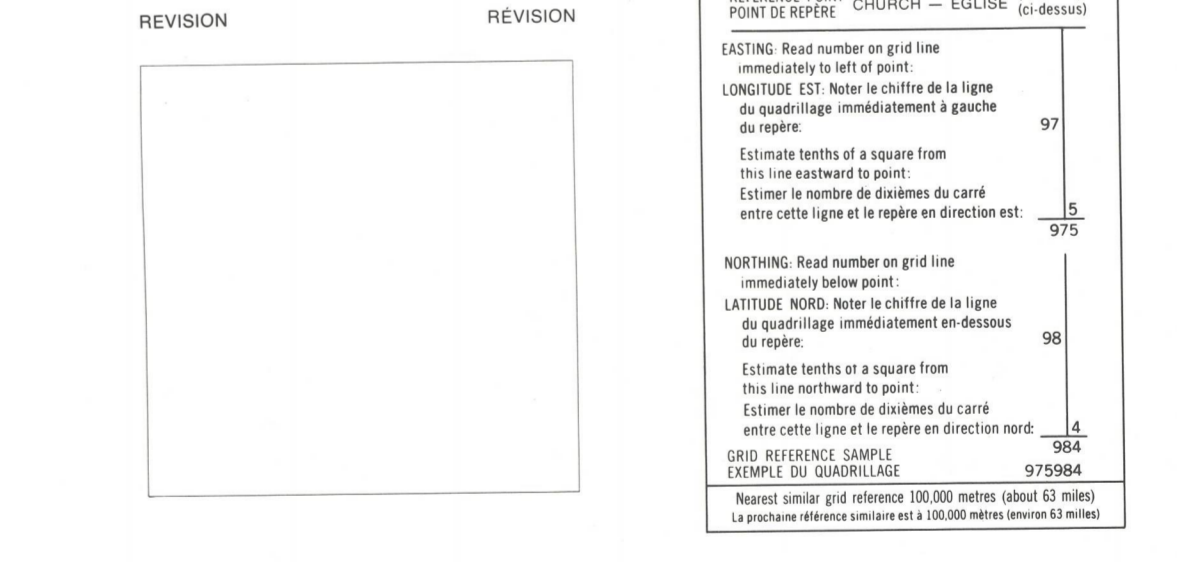 REVISION
RÉVISION
POINT DE REPÈRE CHURCH — ÉGLISE (ci-dessus)
EASTING: Read number on grid line
immediately to left of point:
LONGITUDE EST: Noter le chiffre de la ligne
du quadrillage immédiatement à gauche
du repère: 97
Estimate tenths of a square from
this line eastward to point:
Estimer le nombre de dixièmes du carré
entre cette ligne et le repère en direction est: 5
975
NORTHING: Read number on grid line
immediately below point:
LATITUDE NORD: Noter le chiffre de la ligne
du quadrillage immédiatement en-dessous
du repère: 98
Estimate tenths of a square from
this line northward to point:
Estimer le nombre de dixièmes du carré
entre cette ligne et le repère en direction nord: 4
984
GRID REFERENCE SAMPLE
EXEMPLE DU QUADRILLAGE 975984
Nearest similar grid reference 100,000 metres (about 63 miles)
La prochaine référence similaire est à 100,000 mètres (environ 63 milles)